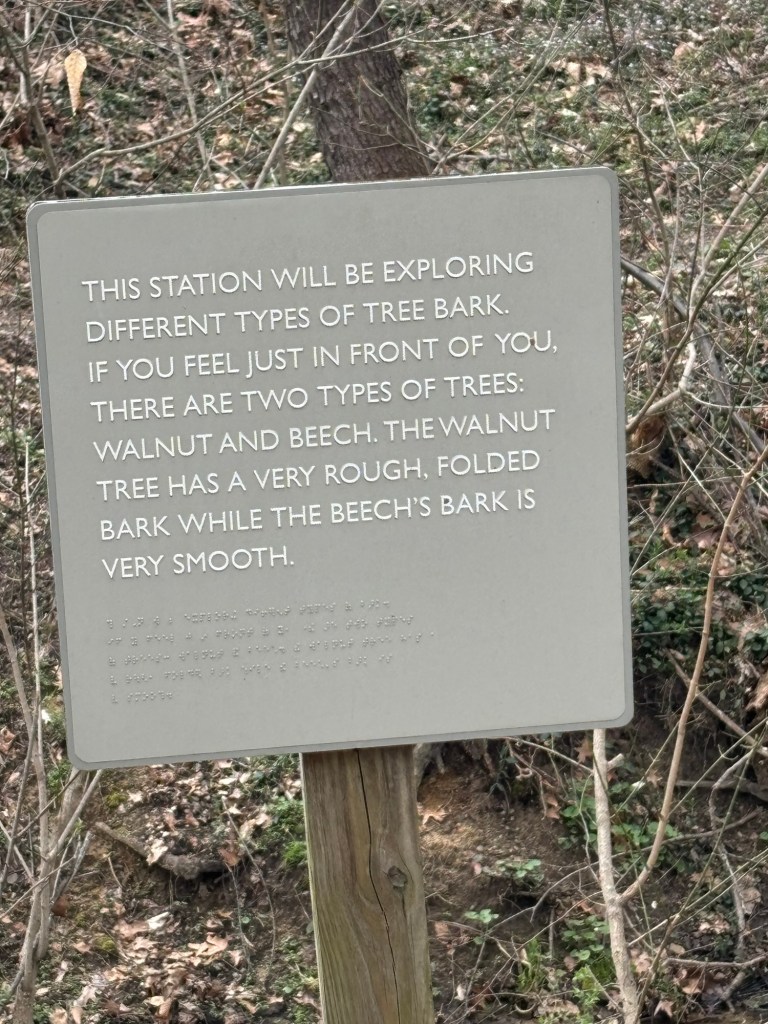 THIS STATION WILL BE EXPLORING
DIFFERENT TYPES OF TREE BARK.
IF YOU FEEL JUST IN FRONT OF YOU,
THERE ARE TWO TYPES OF TREES:
WALNUT AND BEECH. THE WALNUT
TREE HAS A VERY ROUGH, FOLDED
BARK WHILE THE BEECH'S BARK IS
VERY SMOOTH.